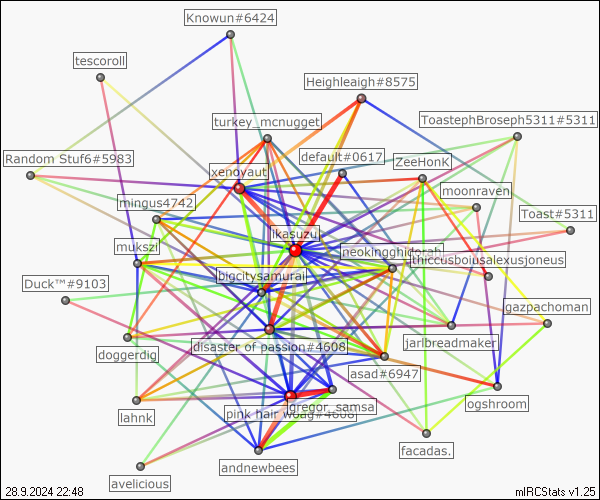 Knowun#6424
tescoroll
Heighleaigh#8575
turkey_mcnugget
ToastephBroseph5311#5311
default#0617
Random Stuf6#5983
ZeeHonK
xenoyaut
moonraven
mingus4742
Toast#5311
ikasuzu
mukszi
neokingghidorah
thiccusboiusalexusjoneus
bigcitysamurai
Duck™#9103
gazpachoman
disaster of passion#4608
jarlbreadmaker
doggerdig
asad#6947
ogshroom
lahnk
gregor_samsa
pink hair #4608
facadas.
andnewbees
avelicious
28.9.2024 22:48
mIRCStats v1.25